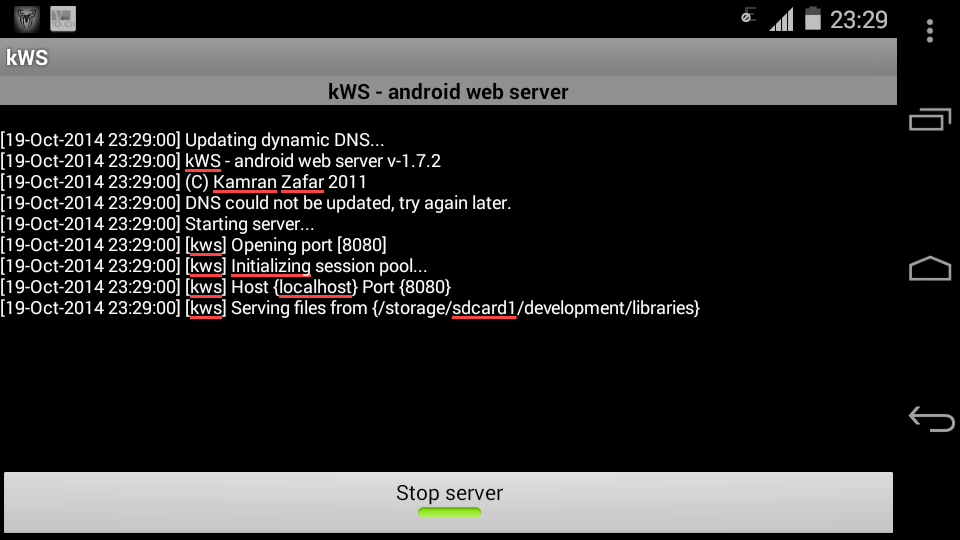 23:29
kWS
kWS - android web server
[19-Oct-2014 23:29:00] Updating dynamic DNS...
[19-Oct-2014 23:29:00] kWS - android web server v-1.7.2
[19-Oct-2014 23:29:00] (C) Kamran Zafar 2011
[19-Oct-2014 23:29:00] DNS could not be updated, try again later.
[19-Oct-2014 23:29:00] Starting server...
[19-Oct-2014 23:29:00] [kws] Opening port [8080]
[19-Oct-2014 23:29:00] [kws] Initializing session pool...
[19-Oct-2014 23:29:00] [kws] Host {localhost} Port {8080}
[19-Oct-2014 23:29:00] [kws] Serving files from {/storage/sdcard1/development/libraries}
Stop server